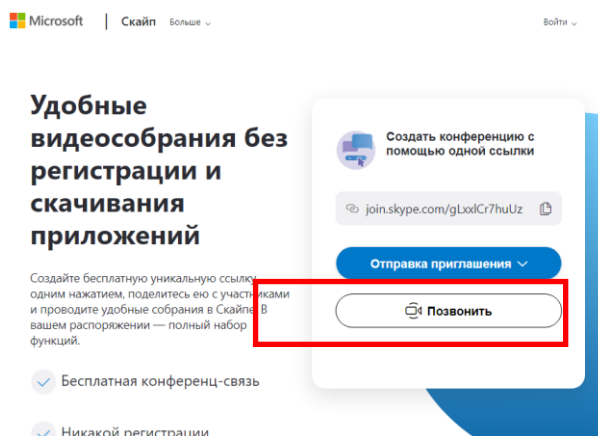 Microsoft | Скайп Больше Войти
Удобные
видеособрания без
регистрации и
скачивания
приложений
Создайте бесплатную уникальную ссылку
одним нажатием, поделитесь ею с участниками
и проводите удобные собрания в Скайпе. В
вашем распоряжении — полный набор
функций.
Бесплатная конференц-связь
Никакой регистрации
Создать конференцию с
помощью одной ссылки
join.skype.com/gLxxlCr7huUz
Отправка приглашения
Позвонить